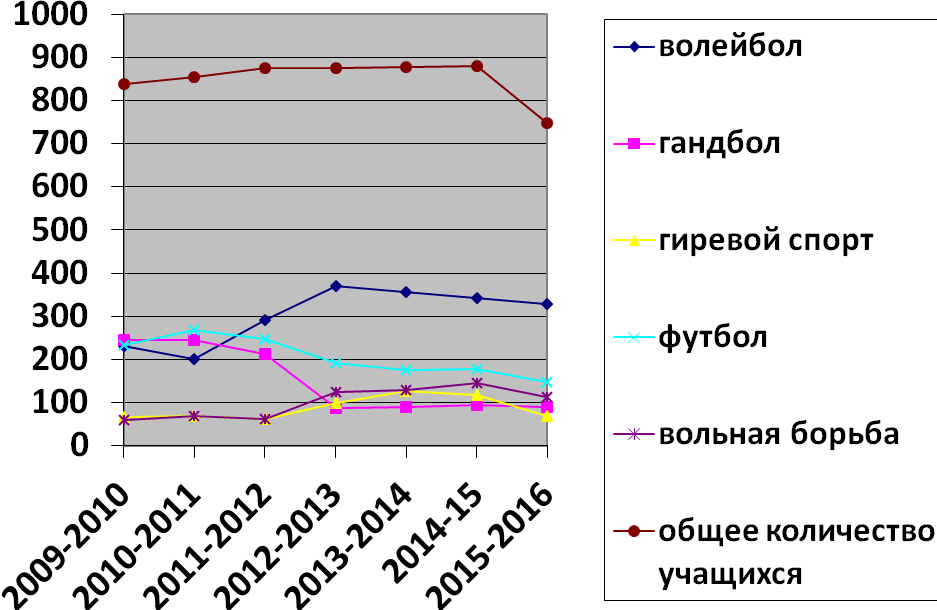 1000
900
800
700
600
500
400
300
200
100
0
2009-2010
2010-2011
2011-2012
2012-2013
2013-2014
2014-15
2015-2016
волейбол
гандбол
гиревой спорт
футбол
вольная борьба
общее количество
учащихся